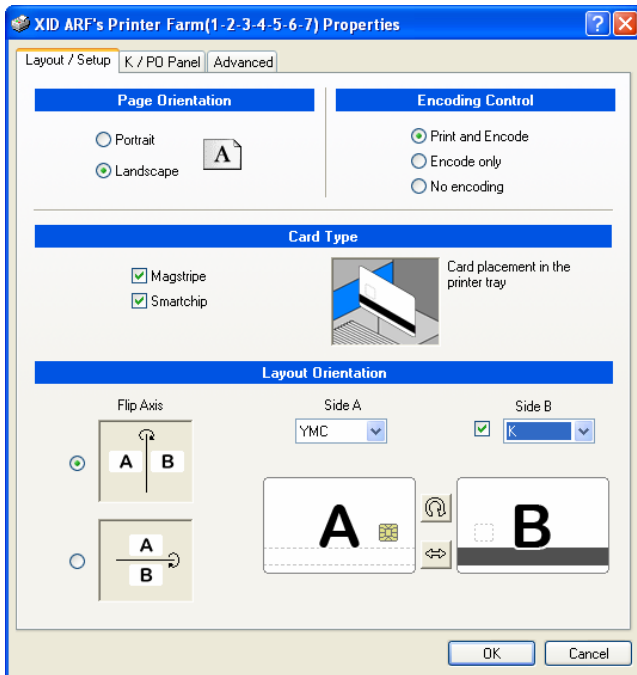 XID ARF's Printer Farm(1-2-3-4-5-6-7) Properties
Layout / Setup
K / PO Panel
Advanced
Page Orientation
Portrait
Landscape
A
Encoding Control
Print and Encode
Encode only
No encoding
Card Type
Magstripe
Smartchip
Card placement in the
printer tray
Layout Orientation
Flip Axis
A B
A
B
Side A
YMC
Side B
K
A
B
OK
Cancel